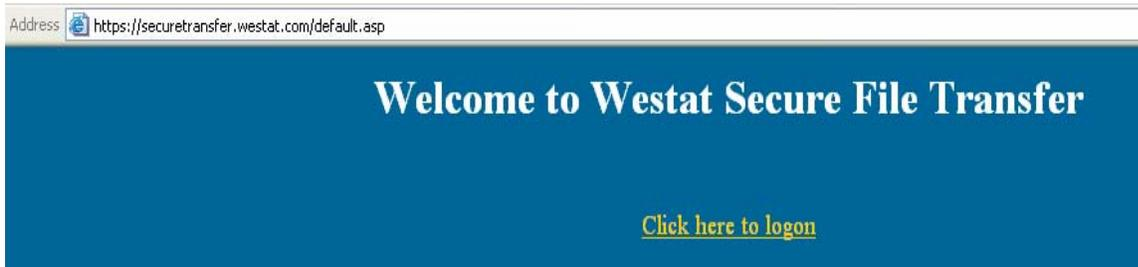 Address https://securetransfer.westat.com/default.asp
Welcome to Westat Secure File Transfer
Click here to logon